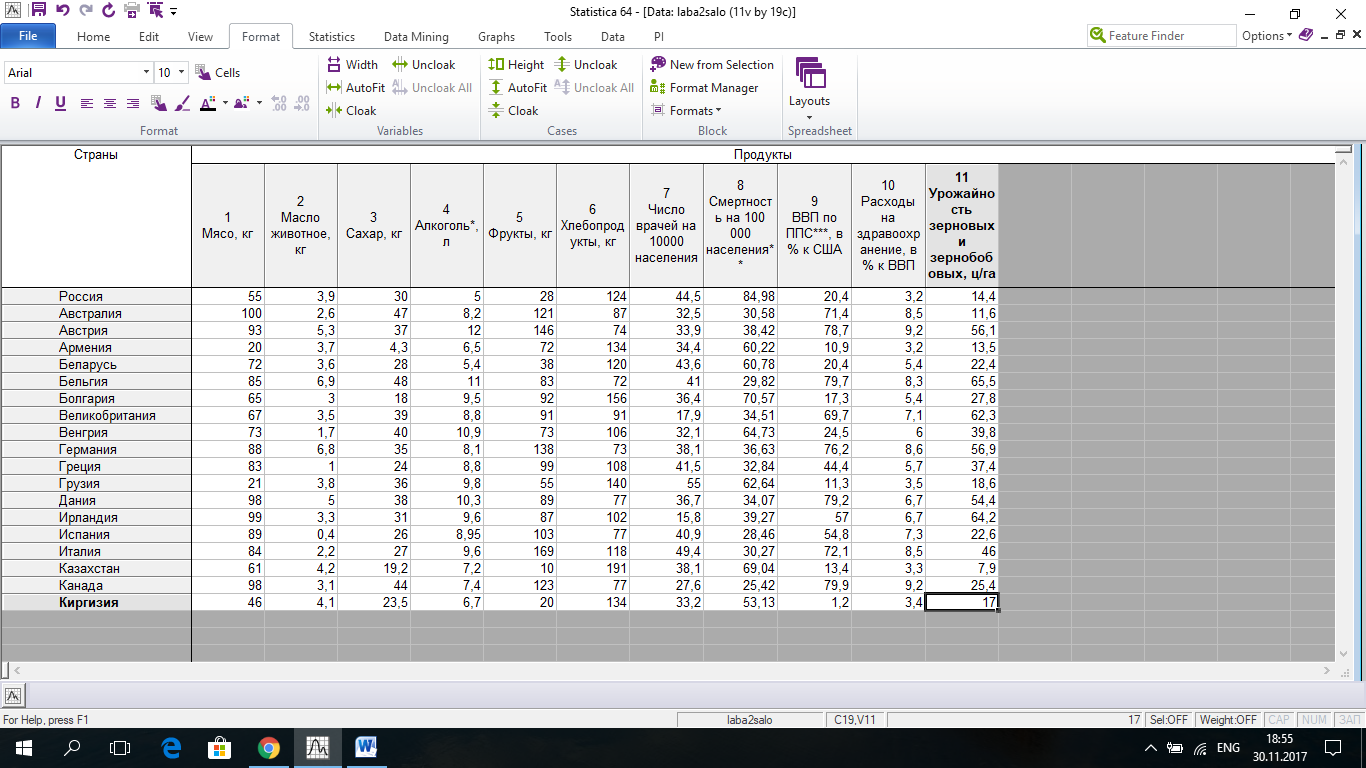 Statistica 64 - [Data: laba2salo (11v by 19c)]
File Home Edit View Format Statistics Data Mining Graphs Tools Data PI Feature Finder Options
Arial 10 Cells Width Uncloak Height Uncloak New from Selection
AutoFit Uncloak All AutoFit Uncloak All Format Manager Layouts
B I U A Cloak Cloak Formats
Format Variables Cases Block Spreadsheet
Страны Продукты
1 Мясо, кг
2 Масло животное, кг
3 Сахар, кг
4 Алкоголь*, л
5 Фрукты, кг
6 Хлебопродукты, кг
7 Число врачей на 10000 населения
8 Смертность на 100 000 населения**
9 ВВП по ППС***, в % к США
10 Расходы на здравоохранение, в % к ВВП
11 Урожайность зерновых и зернобобовых, ц/га
Россия 55 3,9 30 5 28 124 44,5 84,98 20,4 3,2 14,4
Австралия 100 2,6 47 8,2 121 87 32,5 30,58 71,4 8,5 11,6
Австрия 93 5,3 37 12 146 74 33,9 38,42 78,7 9,2 56,1
Армения 20 3,7 4,3 6,5 72 134 34,4 60,22 10,9 3,2 13,5
Беларусь 72 3,6 28 5,4 38 120 43,6 60,78 20,4 5,4 22,4
Бельгия 85 6,9 48 11 83 72 41 29,82 79,7 8,3 65,5
Болгария 65 3 18 9,5 92 156 36,4 70,57 17,3 5,4 27,8
Великобритания 67 3,5 39 8,8 91 91 17,9 34,51 69,7 7,1 62,3
Венгрия 73 1,7 40 10,9 73 106 32,1 64,73 24,5 6 39,8
Германия 88 6,8 35 8,1 138 73 38,1 36,63 76,2 8,6 56,9
Греция 83 1 24 8,8 99 108 41,5 32,84 44,4 5,7 37,4
Грузия 21 3,8 36 9,8 55 140 55 62,64 11,3 3,5 18,6
Дания 98 5 38 10,3 89 77 36,7 34,07 79,2 6,7 54,4
Ирландия 99 3,3 31 9,6 87 102 15,8 39,27 57 6,7 64,2
Испания 89 0,4 26 8,95 103 77 40,9 28,46 54,8 7,3 22,6
Италия 84 2,2 27 9,6 169 118 49,4 30,27 72,1 8,5 46
Казахстан 61 4,2 19,2 7,2 10 191 38,1 69,04 13,4 3,3 7,9
Канада 98 3,1 44 7,4 123 77 27,6 25,42 79,9 9,2 25,4
Киргизия 46 4,1 23,5 6,7 20 134 33,2 53,13 1,2 3,4 17
For Help, press F1 laba2salo C19,V11 17 Sel:OFF Weight:OFF CAP NUM ЗАП
ENG 18:55
30.11.2017